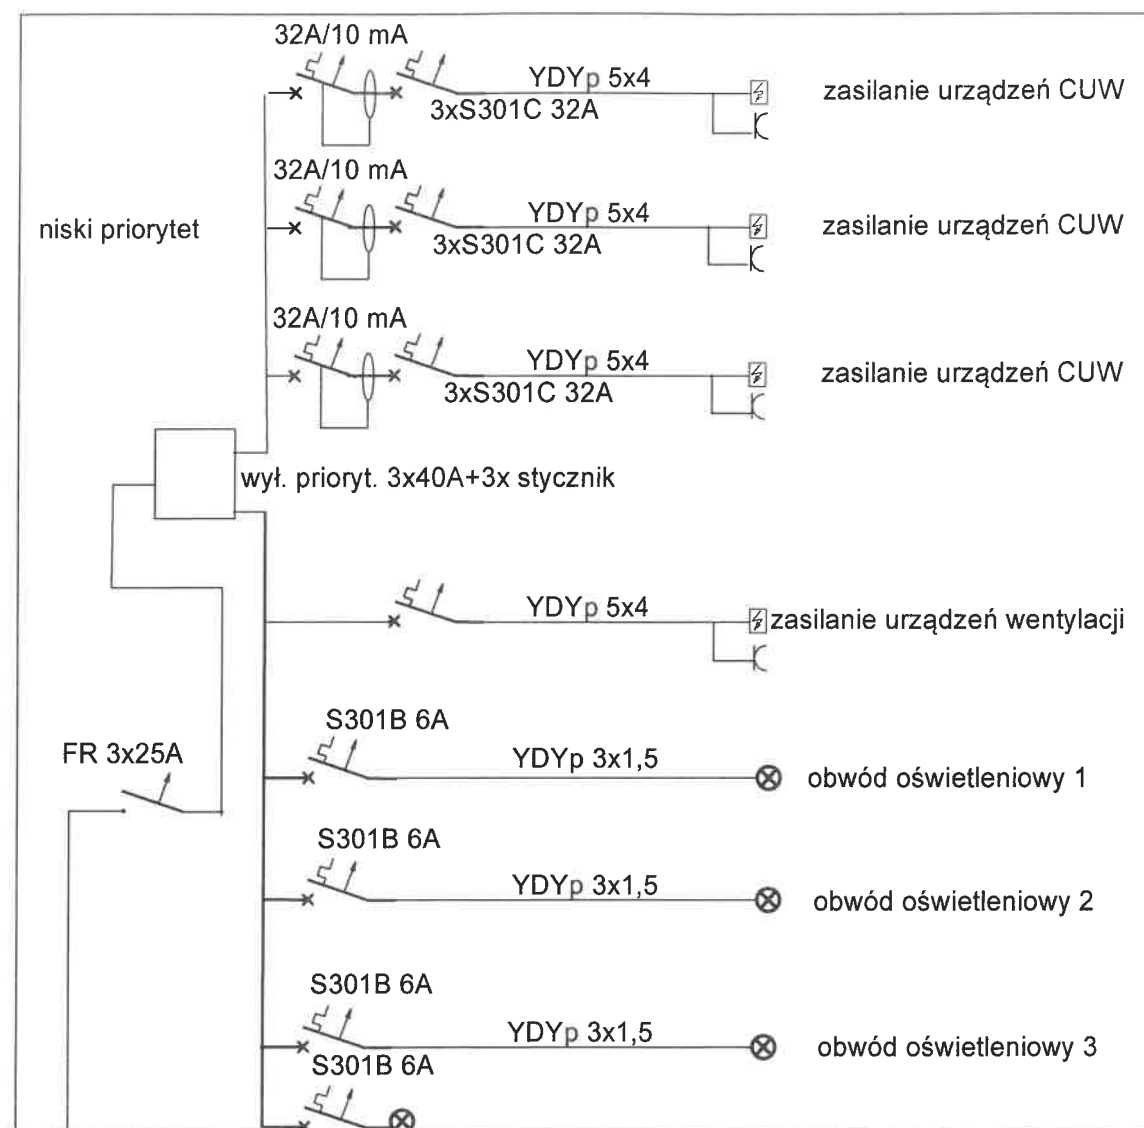 32A/10 mA
YDYp 5x4
zasilanie urządzeń CUW
3xS301C 32A
32A/10 mA
YDYp 5x4
niski priorytet
zasilanie urządzeń CUW
3xS301C 32A
32A/10 mA
YDYp 5x4
zasilanie urządzeń CUW
3xS301C 32A
wył. prioryt. 3x40A+3x stycznik
YDYp 5x4
zasilanie urządzeń wentylacji
S301B 6A
FR 3x25A
YDYp 3x1,5
obwód oświetleniowy 1
S301B 6A
YDYp 3x1,5
obwód oświetleniowy 2
S301B 6A
YDYp 3x1,5
obwód oświetleniowy 3
S301B 6A